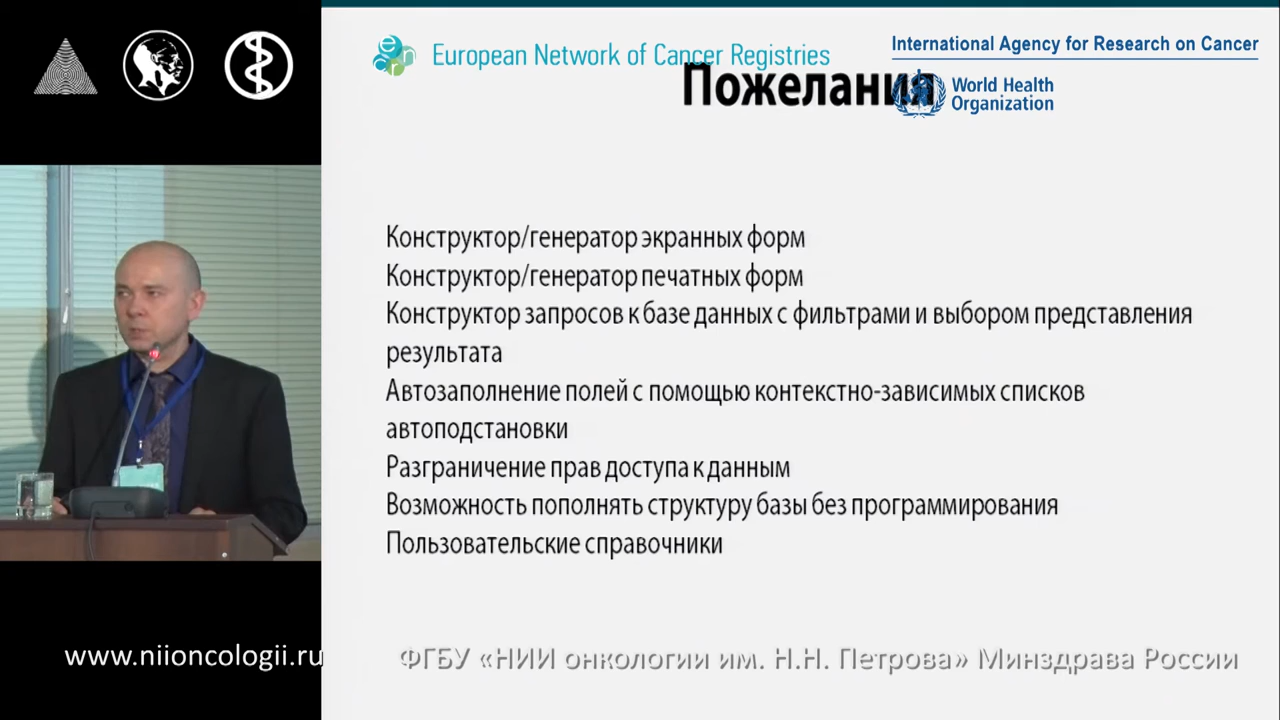 European Network of Cancer Registries
International Agency for Research on Cancer
World Health
Organization
Пожелания
Конструктор/генератор экранных форм
Конструктор/генератор печатных форм
Конструктор запросов к базе данных с фильтрами и выбором представления
результата
Автозаполнение полей с помощью контекстно-зависимых списков
автоподстановки
Разграничение прав доступа к данным
Возможность пополнять структуру базы без программирования
Пользовательские справочники
www.niioncologii.ru
ФГБУ «НИИ онкологии им. Н.Н. Петрова» Минздрава России